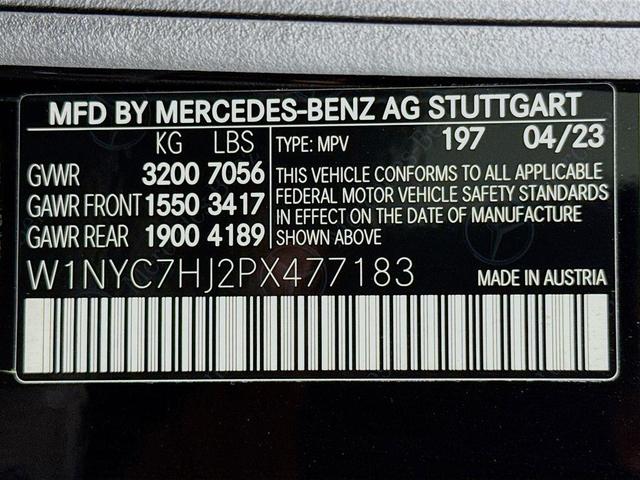 MFD BY MERCEDES-BENZ AG STUTTGART
KG LBS TYPE: MPV 197 04/23
GVWR 3200 7056
GAWR FRONT 1550 3417
GAWR REAR 1900 4189
THIS VEHICLE CONFORMS TO ALL APPLICABLE
FEDERAL MOTOR VEHICLE SAFETY STANDARDS
IN EFFECT ON THE DATE OF MANUFACTURE
SHOWN ABOVE
W1NYC7HJ2PX477183 MADE IN AUSTRIA